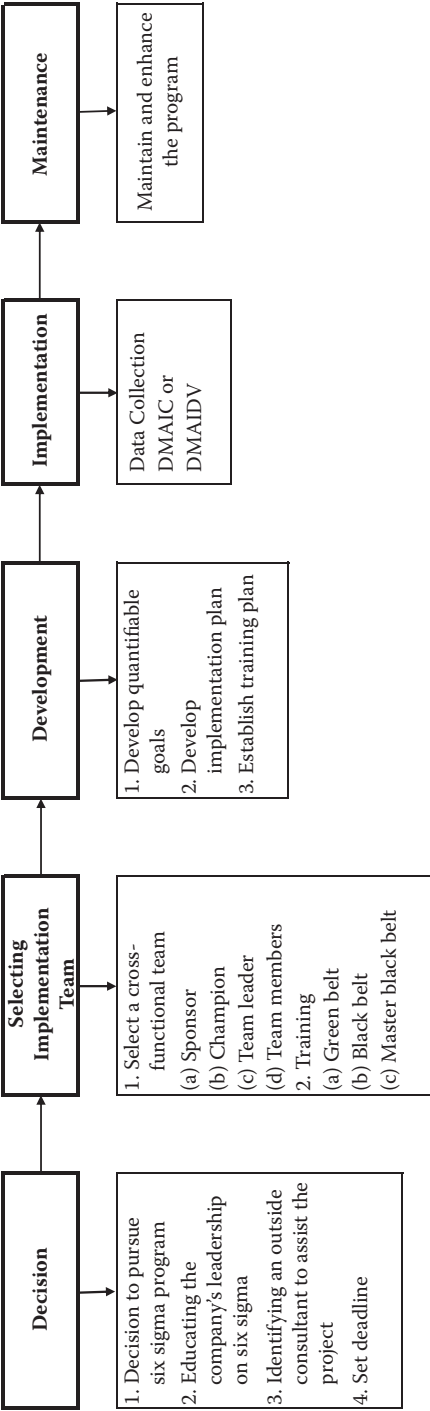 Decision
1. Decision to pursue
six sigma program
2. Educating the
company’s leadership
on six sigma
3. Identifying an outside
consultant to assist the
project
4. Set deadline
Selecting
Implementation
Team
1. Select a cross-
functional team
(a) Sponsor
(b) Champion
(c) Team leader
(d) Team members
2. Training
(a) Green belt
(b) Black belt
(c) Master black belt
Development
1. Develop quantifiable
goals
2. Develop
implementation plan
3. Establish training plan
Implementation
Data Collection
DMAIC or
DMAIDV
Maintenance
Maintain and enhance
the program